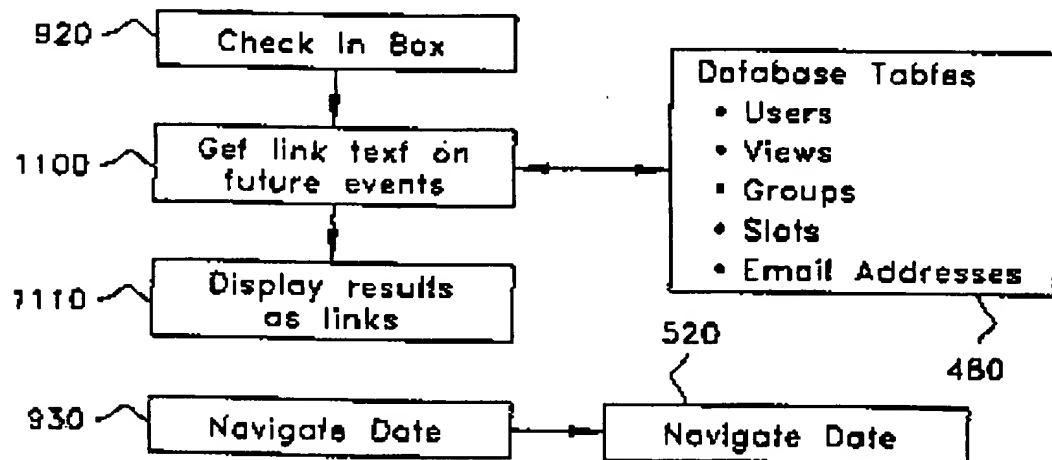 920
Check In Box
1100
Get link text on
future events
1110
Display results
as links
Database Tables
• Users
• Views
▪ Groups
• Slots
• Email Addresses
480
930
Navigate Date
520
Navigate Date